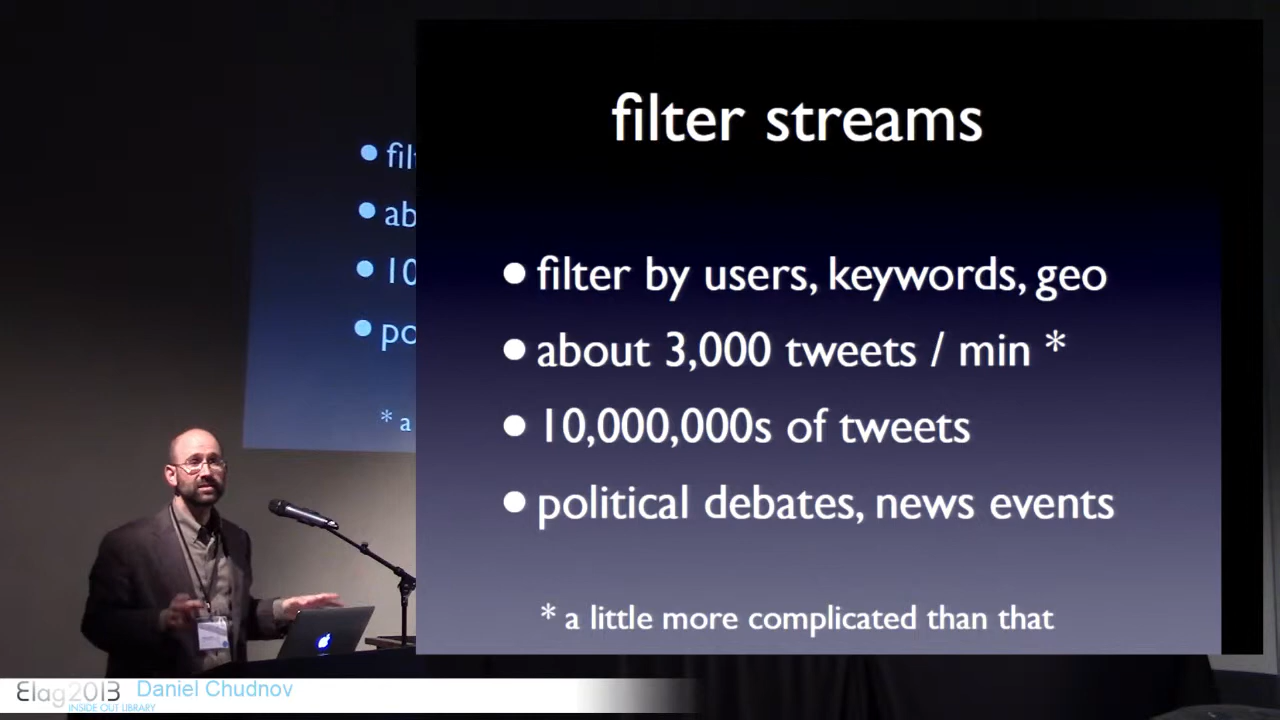 filter streams
• filter by users, keywords, geo
• about 3,000 tweets / min *
• 10,000,000s of tweets
• political debates, news events
* a little more complicated than that
• fil
• ab
• 10
• po
* a
Elag2013
INSIDE OUT LIBRARY
Daniel Chudnov